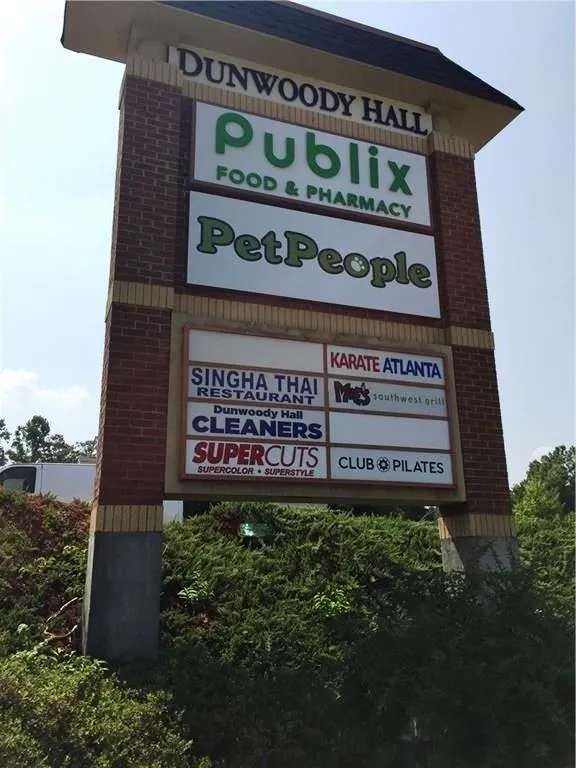 DUNWOODY HALL
Publix
FOOD & PHARMACY
PetPeople
SINGHA THAI
RESTAURANT
Dunwoody Hall
CLEANERS
SUPERCUTS
SUPERCOLOR • SUPERSTYLE
KARATE ATLANTA
Moe's southwest grill
CLUB PILATES